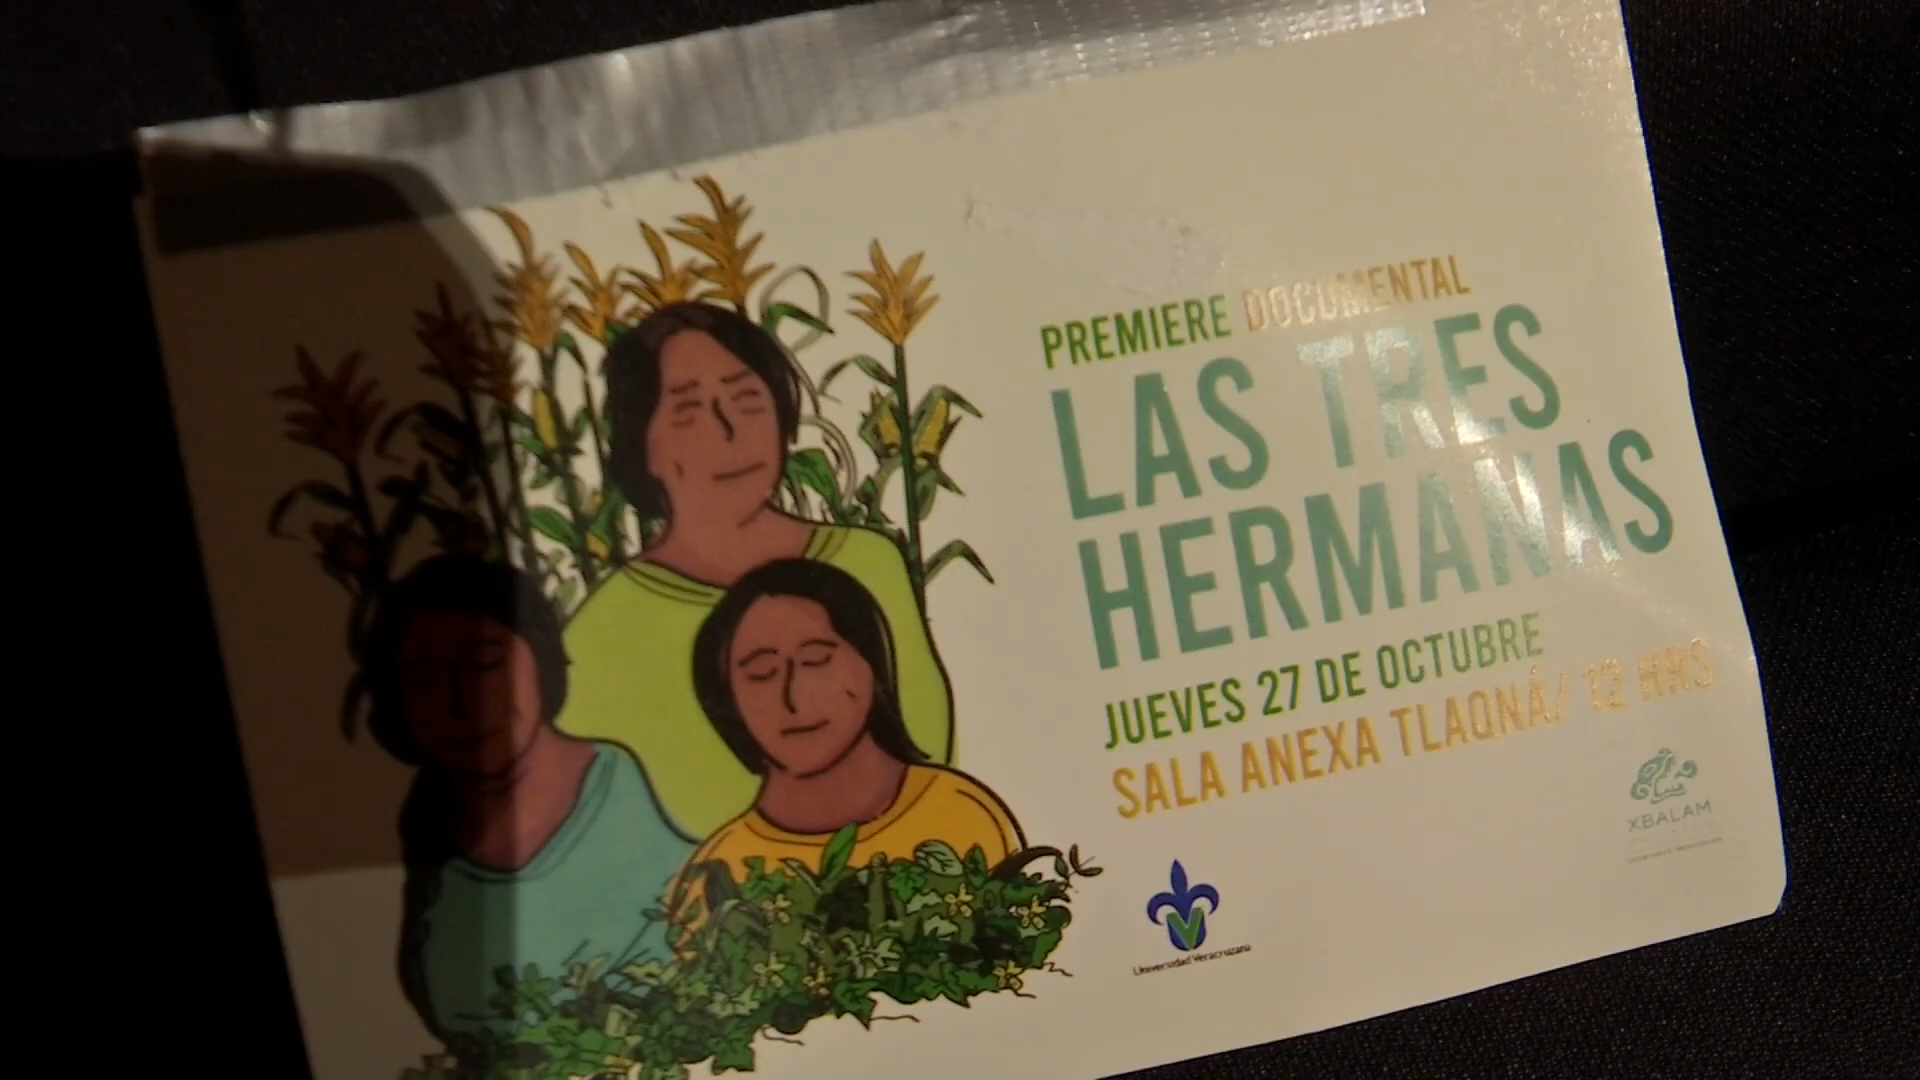 PREMIERE DOCUMENTAL
LAS TRES
HERMANAS
JUEVES 27 DE OCTUBRE
SALA ANEXA TLAQNÁ/ 12 HRS
XBALAM
Universidad Veracruzana